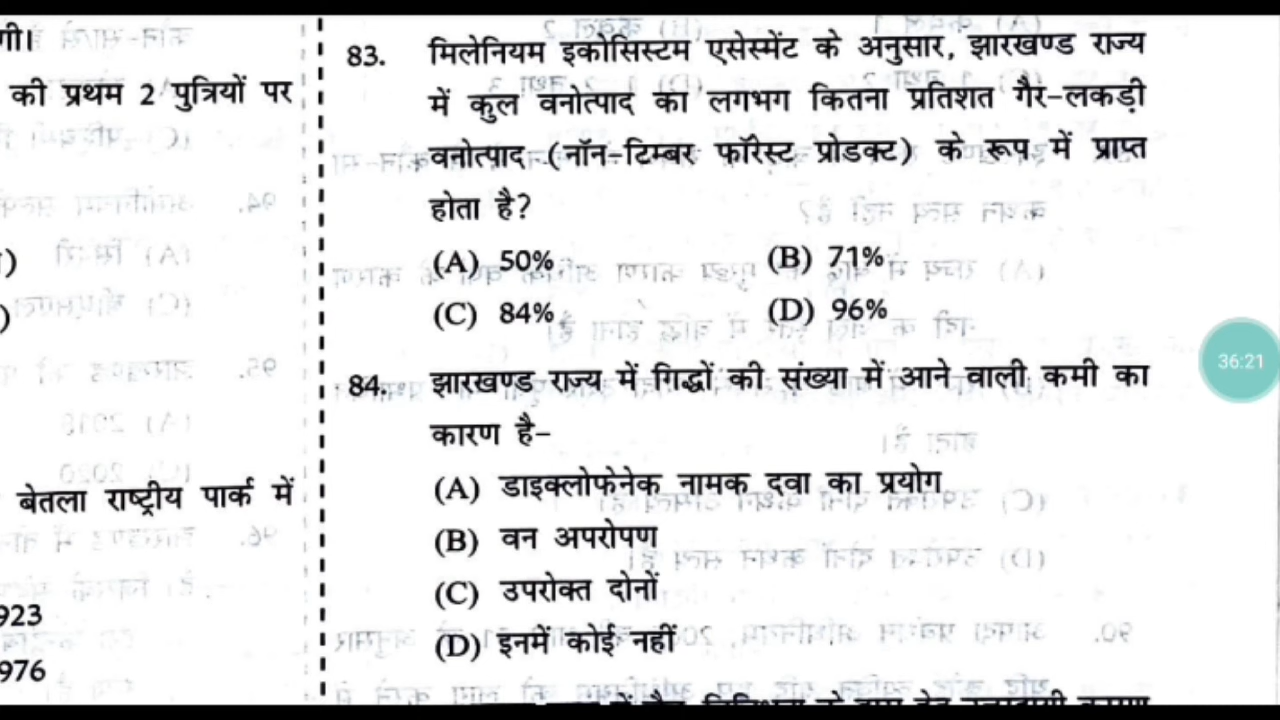 गी।
की प्रथम 2 पुत्रियों पर
बेतला राष्ट्रीय पार्क में
923
976
83. मिलेनियम इकोसिस्टम एसेस्मेंट के अनुसार, झारखण्ड राज्य
में कुल वनोत्पाद का लगभग कितना प्रतिशत गैर-लकड़ी
वनोत्पाद (नॉन-टिम्बर फॉरेस्ट प्रोडक्ट) के रूप में प्राप्त
होता है?
(A) 50% (B) 71%
(C) 84% (D) 96%
84. झारखण्ड राज्य में गिद्धों की संख्या में आने वाली कमी का
कारण है-
(A) डाइक्लोफेनेक नामक दवा का प्रयोग
(B) वन अपरोपण
(C) उपरोक्त दोनों
(D) इनमें कोई नहीं
36:21